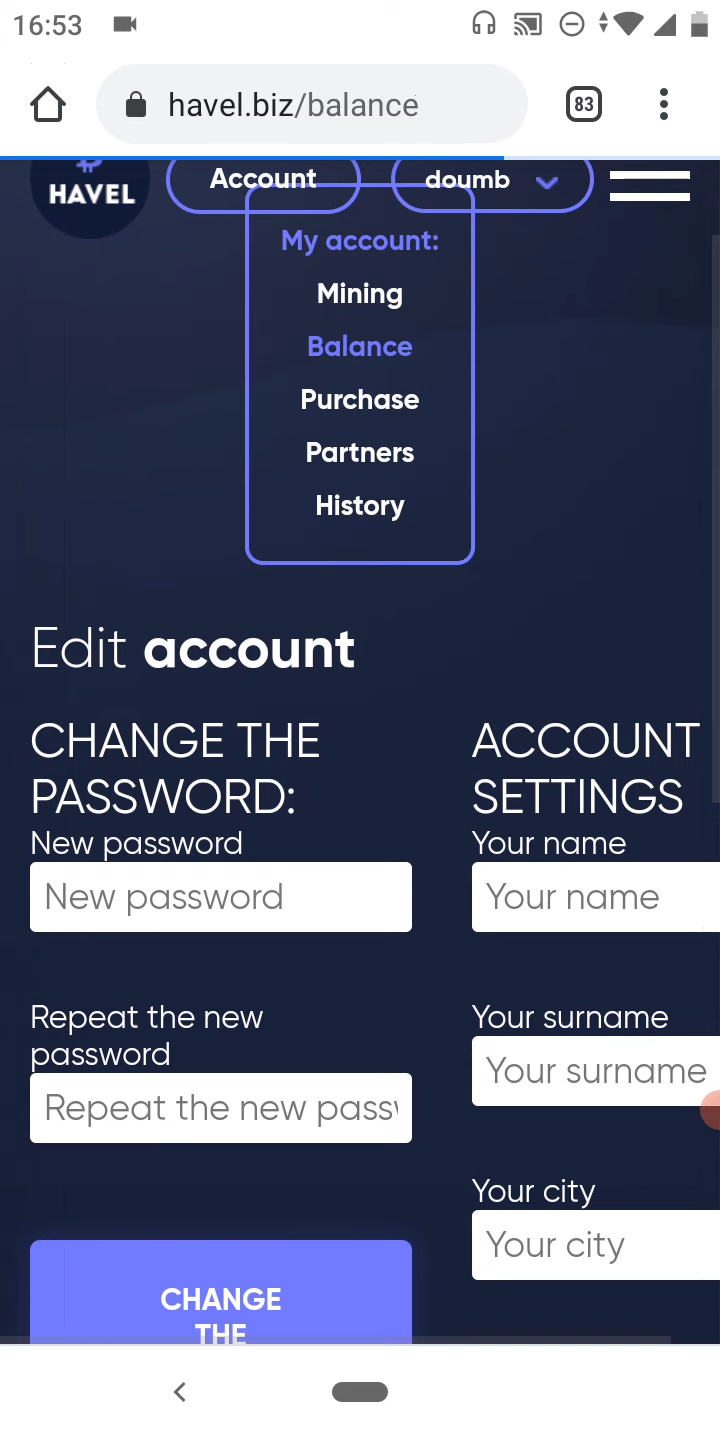 16:53
havel.biz/balance
83
HAVEL
Account
doumb
My account:
Mining
Balance
Purchase
Partners
History
Edit account
CHANGE THE
PASSWORD:
New password
New password
Repeat the new
password
Repeat the new passw
CHANGE
THE
ACCOUNT
SETTINGS
Your name
Your name
Your surname
Your surname
Your city
Your city